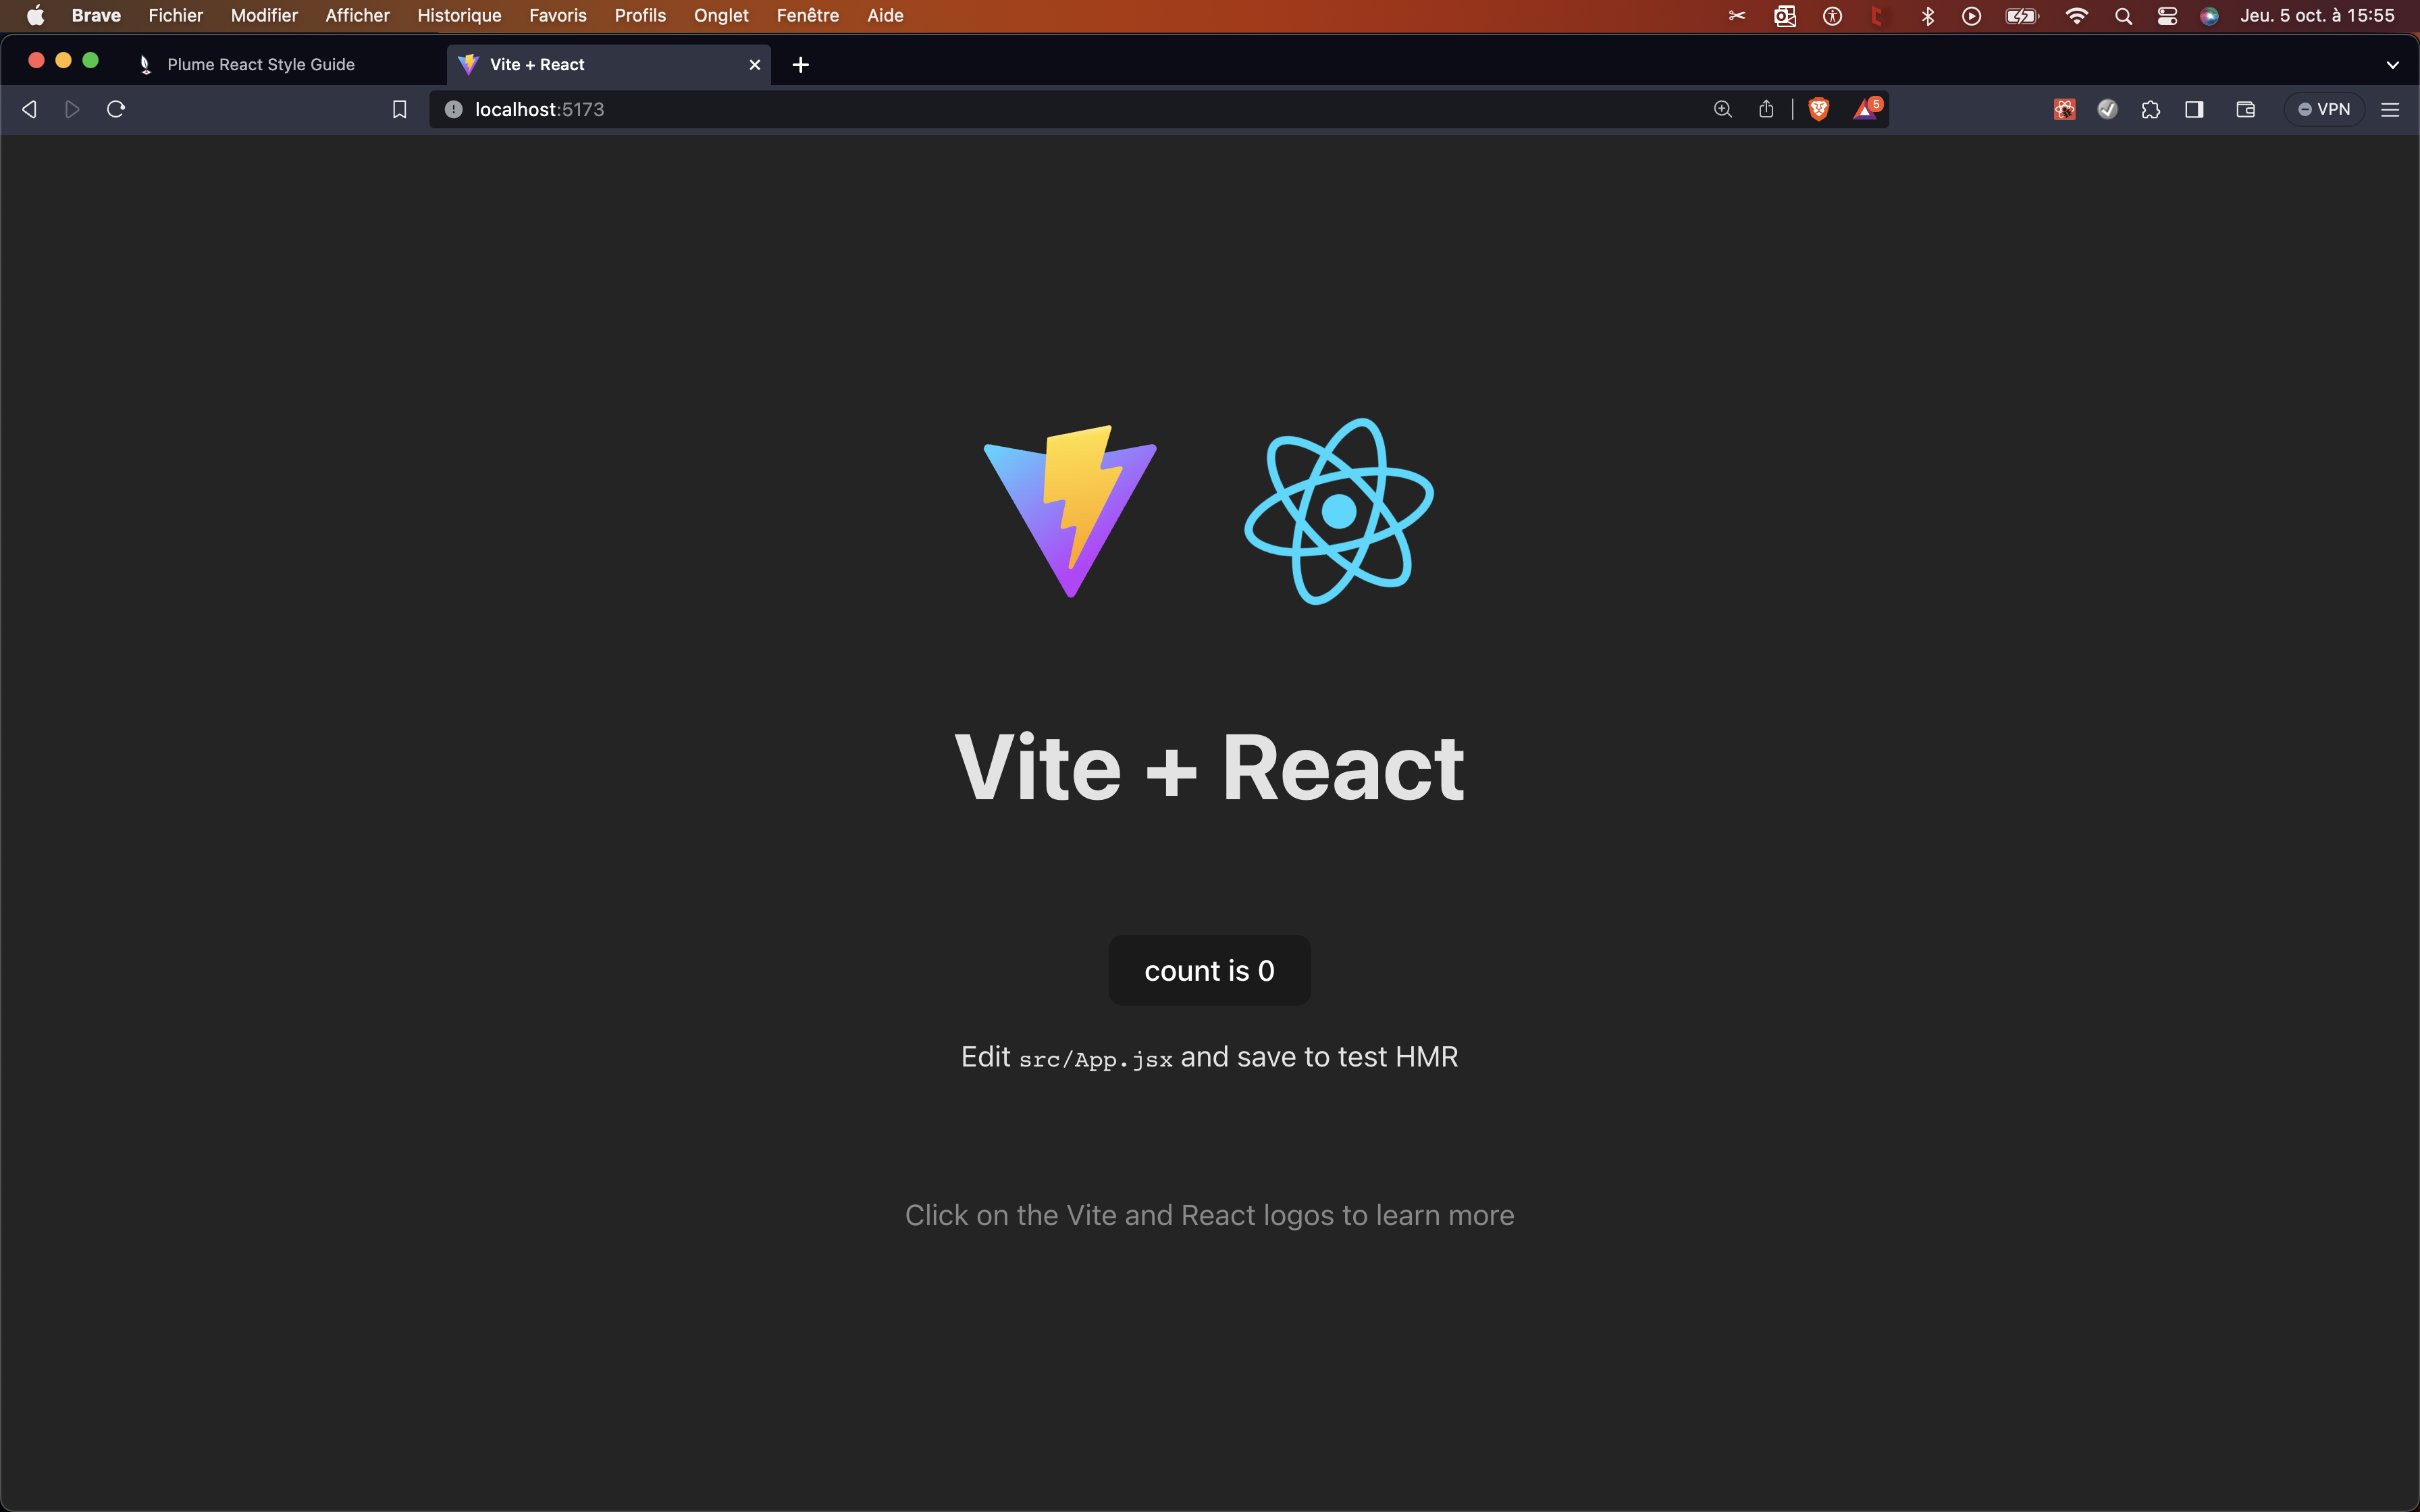 Brave Fichier Modifier Afficher Historique Favoris Profils Onglet Fenêtre Aide Jeu. 5 oct. à 15:55
Plume React Style Guide Vite + React
localhost:5173 5 VPN
Vite + React
count is 0
Edit src/App.jsx and save to test HMR
Click on the Vite and React logos to learn more